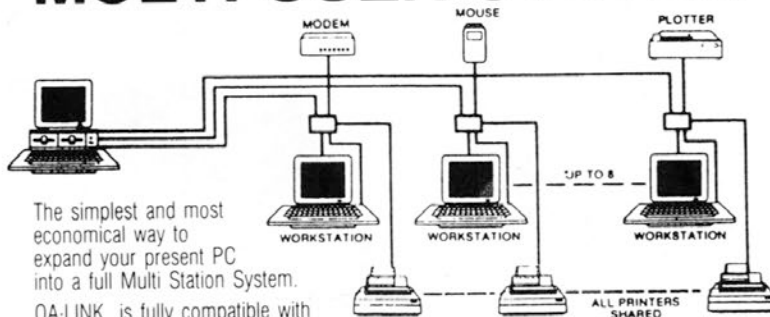 MODEM
MOUSE
PLOTTER
UP TO 8
WORKSTATION
WORKSTATION
WORKSTATION
The simplest and most
economical way to
expand your present PC
into a full Multi Station System.
ALL PRINTERS
SHARED
QA-LINK is fully compatible with